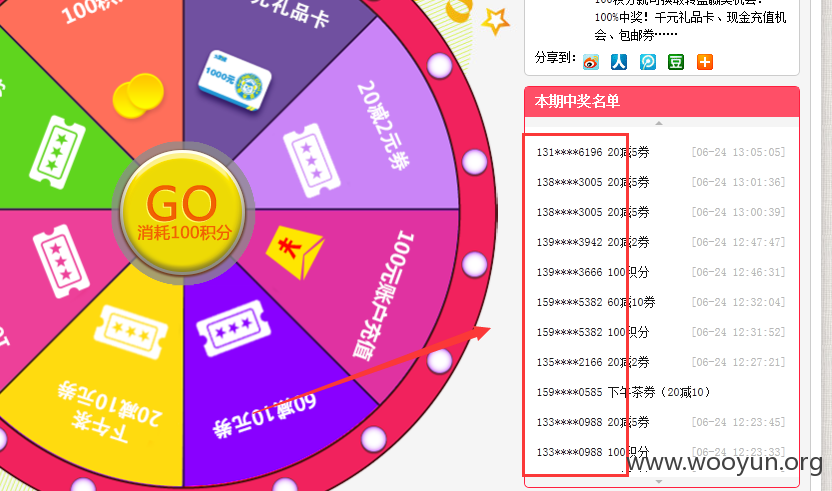 100积
元礼品卡
20减2元券
100元账户充值
60减10元券
下午茶
20减10元券
GO
消耗100积分
100积分就可换取转盘赢奖机会!
100%中奖! 千元礼品卡、现金充值机
会、包邮券……
分享到:
本期中奖名单
131****6196 20减5券 [06-24 13:05:05]
138****3005 20减5券 [06-24 13:01:36]
138****3005 20减5券 [06-24 13:00:39]
139****3942 20减2券 [06-24 12:47:47]
139****3666 100积分 [06-24 12:46:31]
159****5382 60减10券 [06-24 12:32:04]
159****5382 100积分 [06-24 12:31:52]
135****2166 20减2券 [06-24 12:27:21]
159****0585 下午茶券（20减10）
133****0988 20减5券 [06-24 12:23:45]
133****0988 100积分 [06-24 12:23:33]
www.wooyun.org